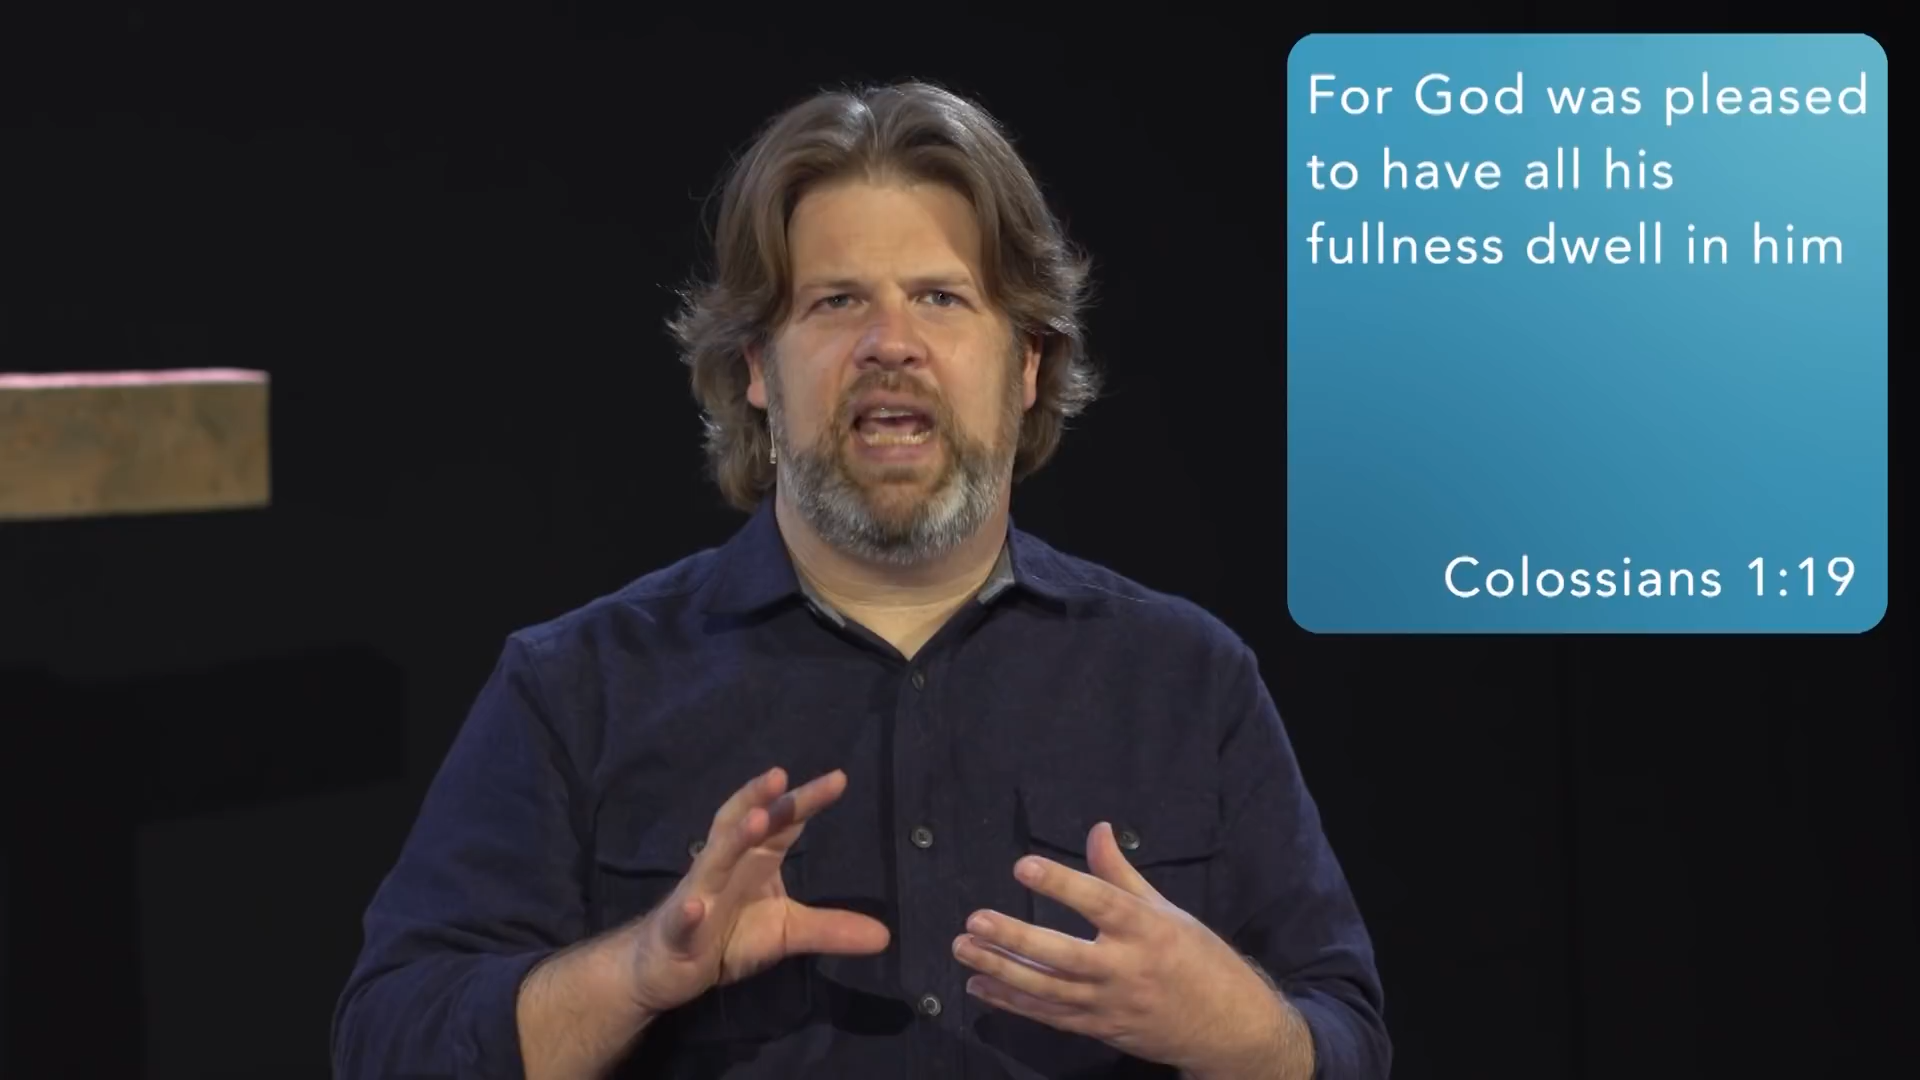 For God was pleased
to have all his
fullness dwell in him
Colossians 1:19